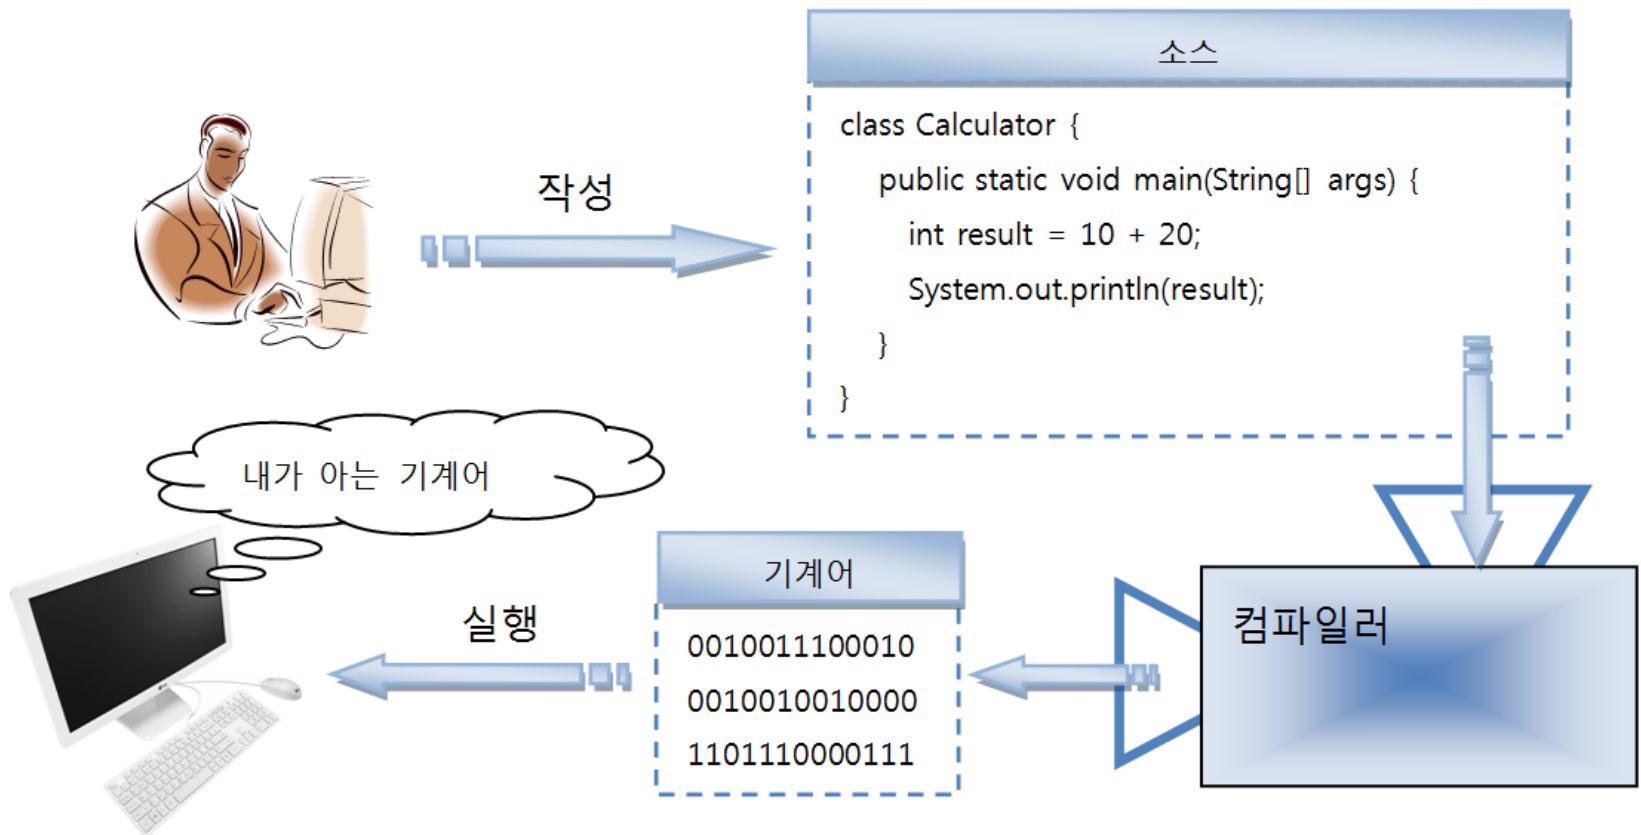 작성
소스
class Calculator {
public static void main(String[] args) {
int result = 10 + 20;
System.out.println(result);
}
}
컴파일러
기계어
0010011100010
0010010010000
1101110000111
실행
내가 아는 기계어